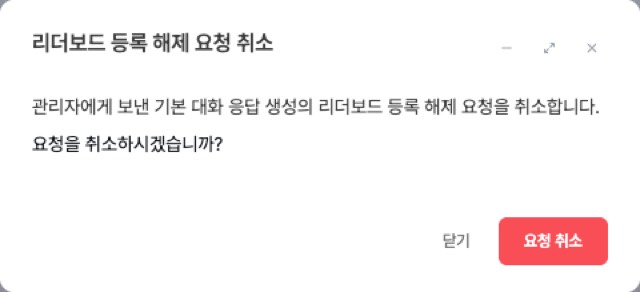 리더보드 등록 해제 요청 취소
관리자에게 보낸 기본 대화 응답 생성의 리더보드 등록 해제 요청을 취소합니다.
요청을 취소하시겠습니까?
닫기 요청 취소